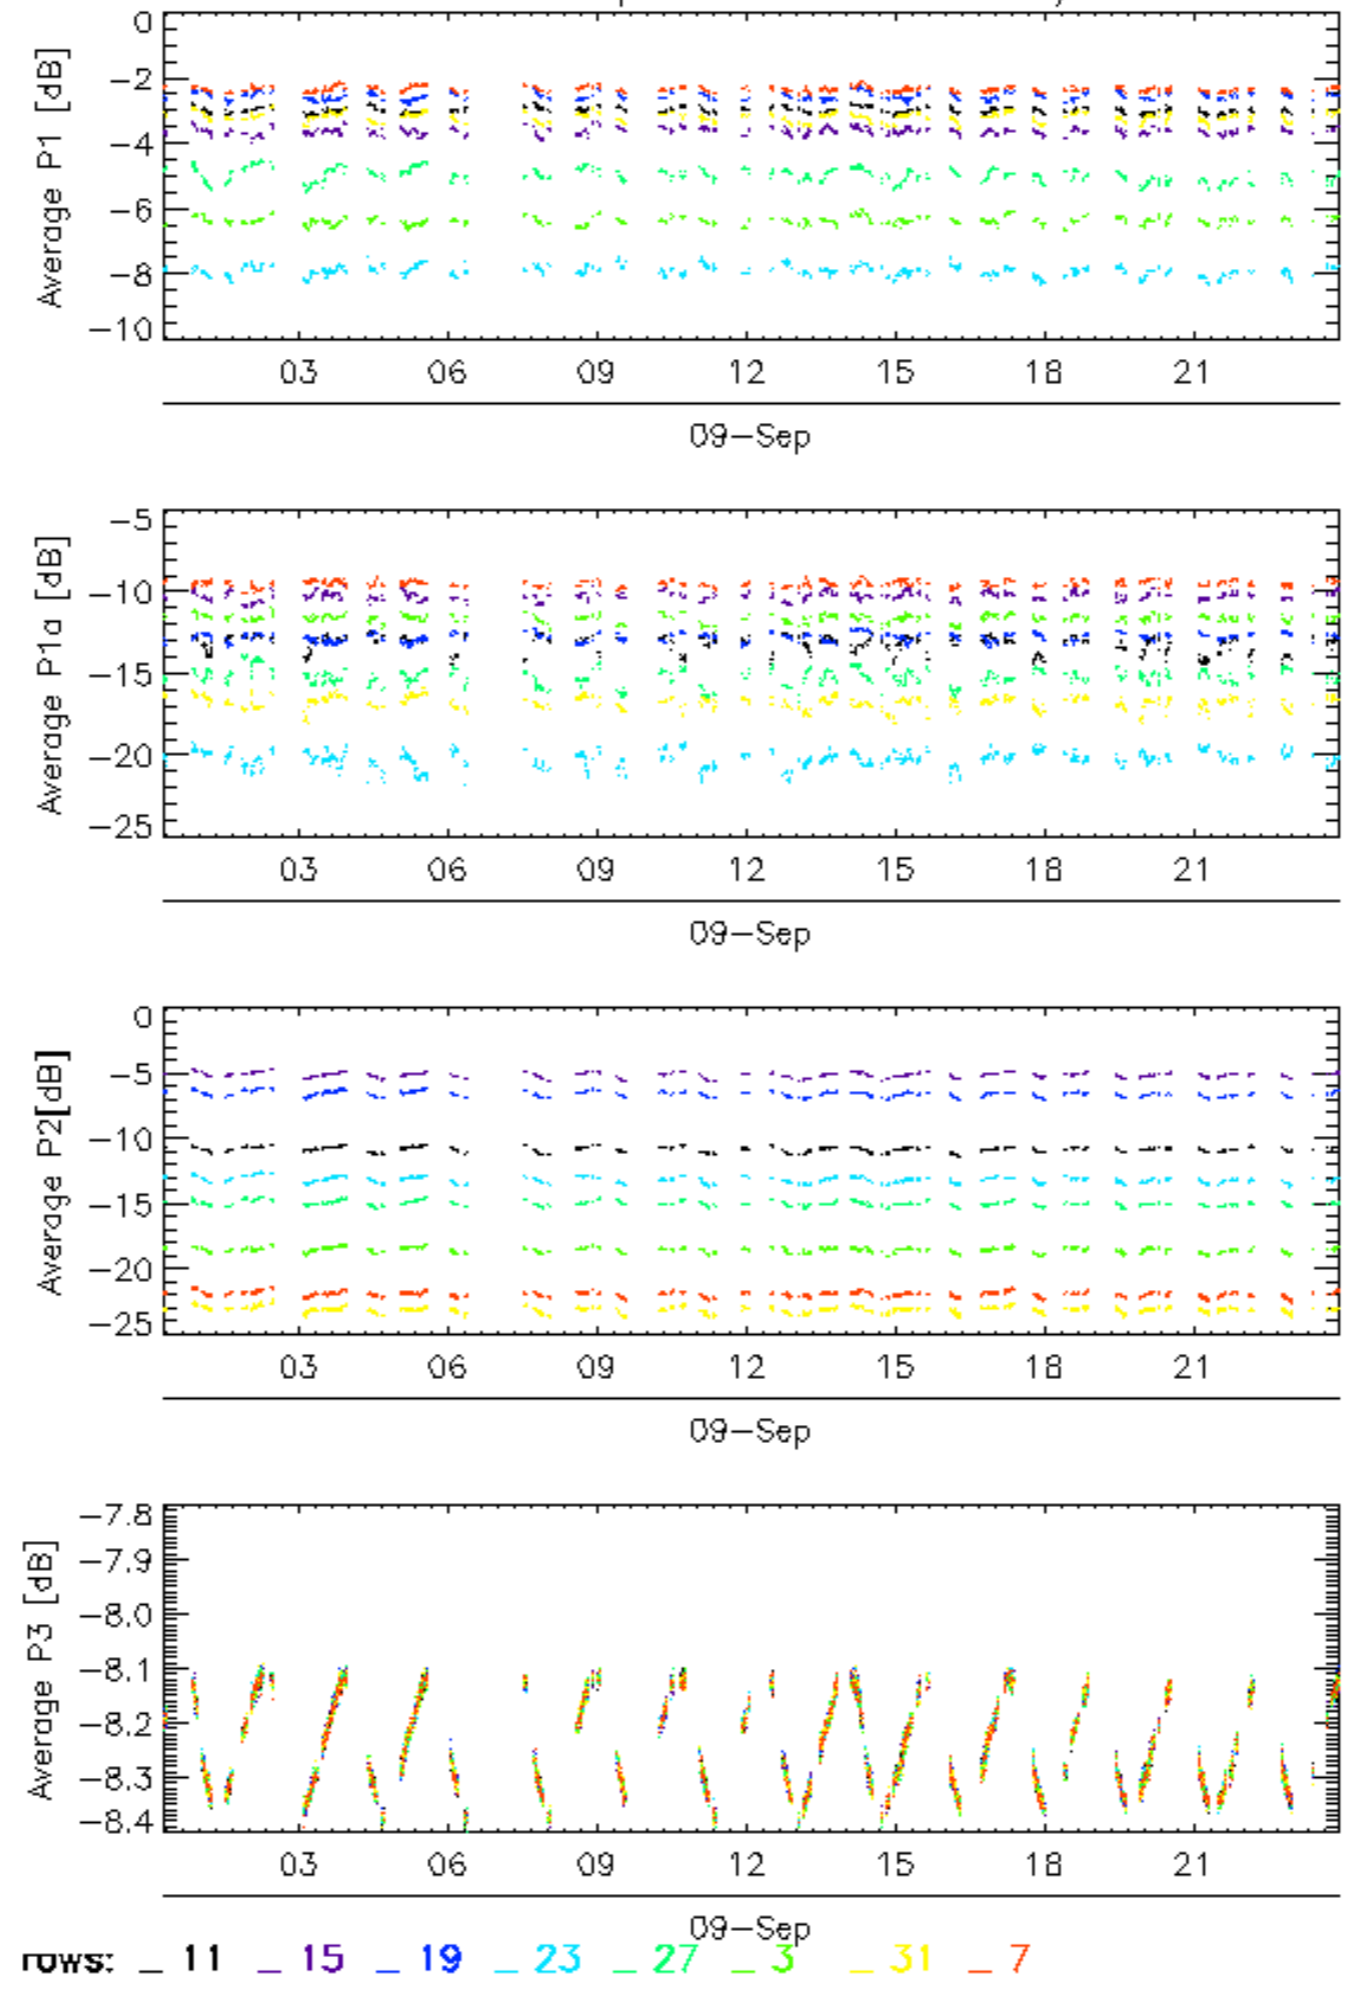 0
−2
−4
−6
−8
−10
Average P1 [dB]
03 06 09 12 15 18 21
09−Sep
−5
−10
−15
−20
−25
Average P1a [dB]
03 06 09 12 15 18 21
09−Sep
0
−5
−10
−15
−20
−25
Average P2[dB]
03 06 09 12 15 18 21
09−Sep
−7.8
−7.9
−8.0
−8.1
−8.2
−8.3
−8.4
Average P3 [dB]
03 06 09 12 15 18 21
09−Sep
rows: _ 11 _ 15 _ 19 _ 23 _ 27 _ 3 _ 31 _ 7